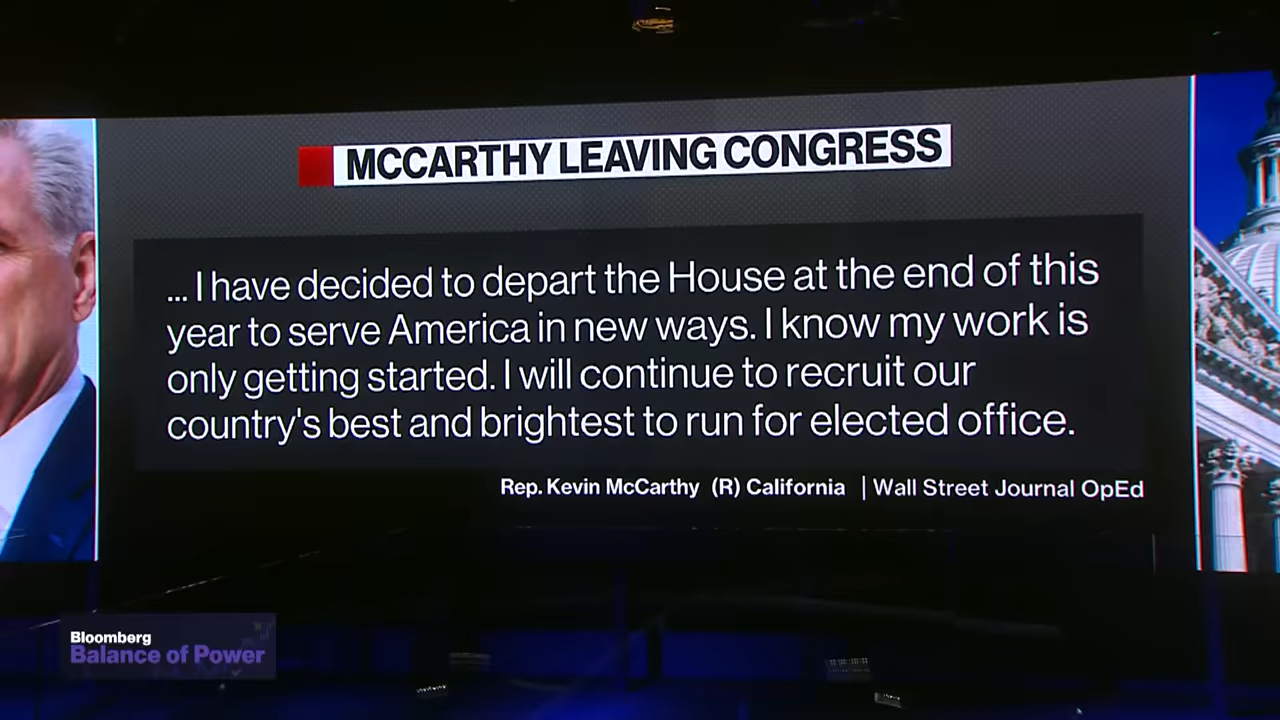 MCCARTHY LEAVING CONGRESS
... I have decided to depart the House at the end of this
year to serve America in new ways. I know my work is
only getting started. I will continue to recruit our
country's best and brightest to run for elected office.
Rep. Kevin McCarthy (R) California | Wall Street Journal OpEd
Bloomberg
Balance of Power